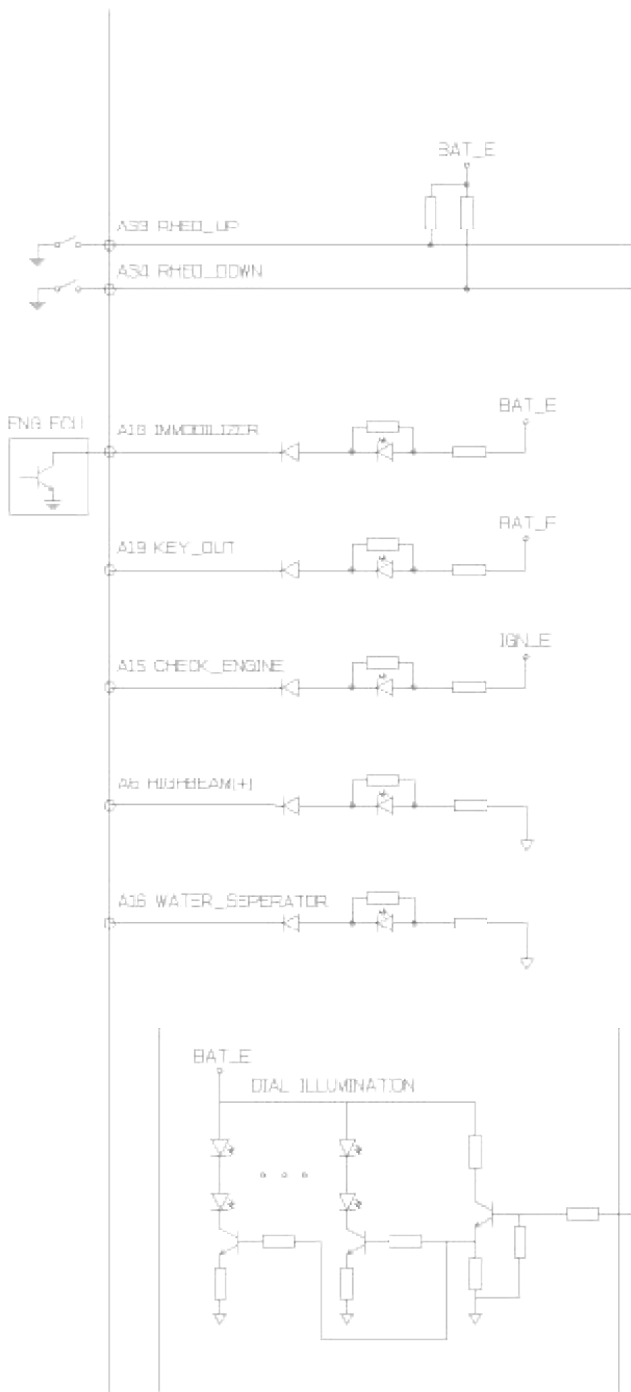 BAT_E
A33 RHEO_UP
A34 RHEO_DOWN
ENG ECU
A18 IMMOBILIZER
BAT_E
A19 KEY_OUT
BAT_E
A15 CHECK_ENGINE
IGN_E
A6 HIGHBEAM(+)
A16 WATER_SEPERATOR
BAT_E
DIAL ILLUMINATION